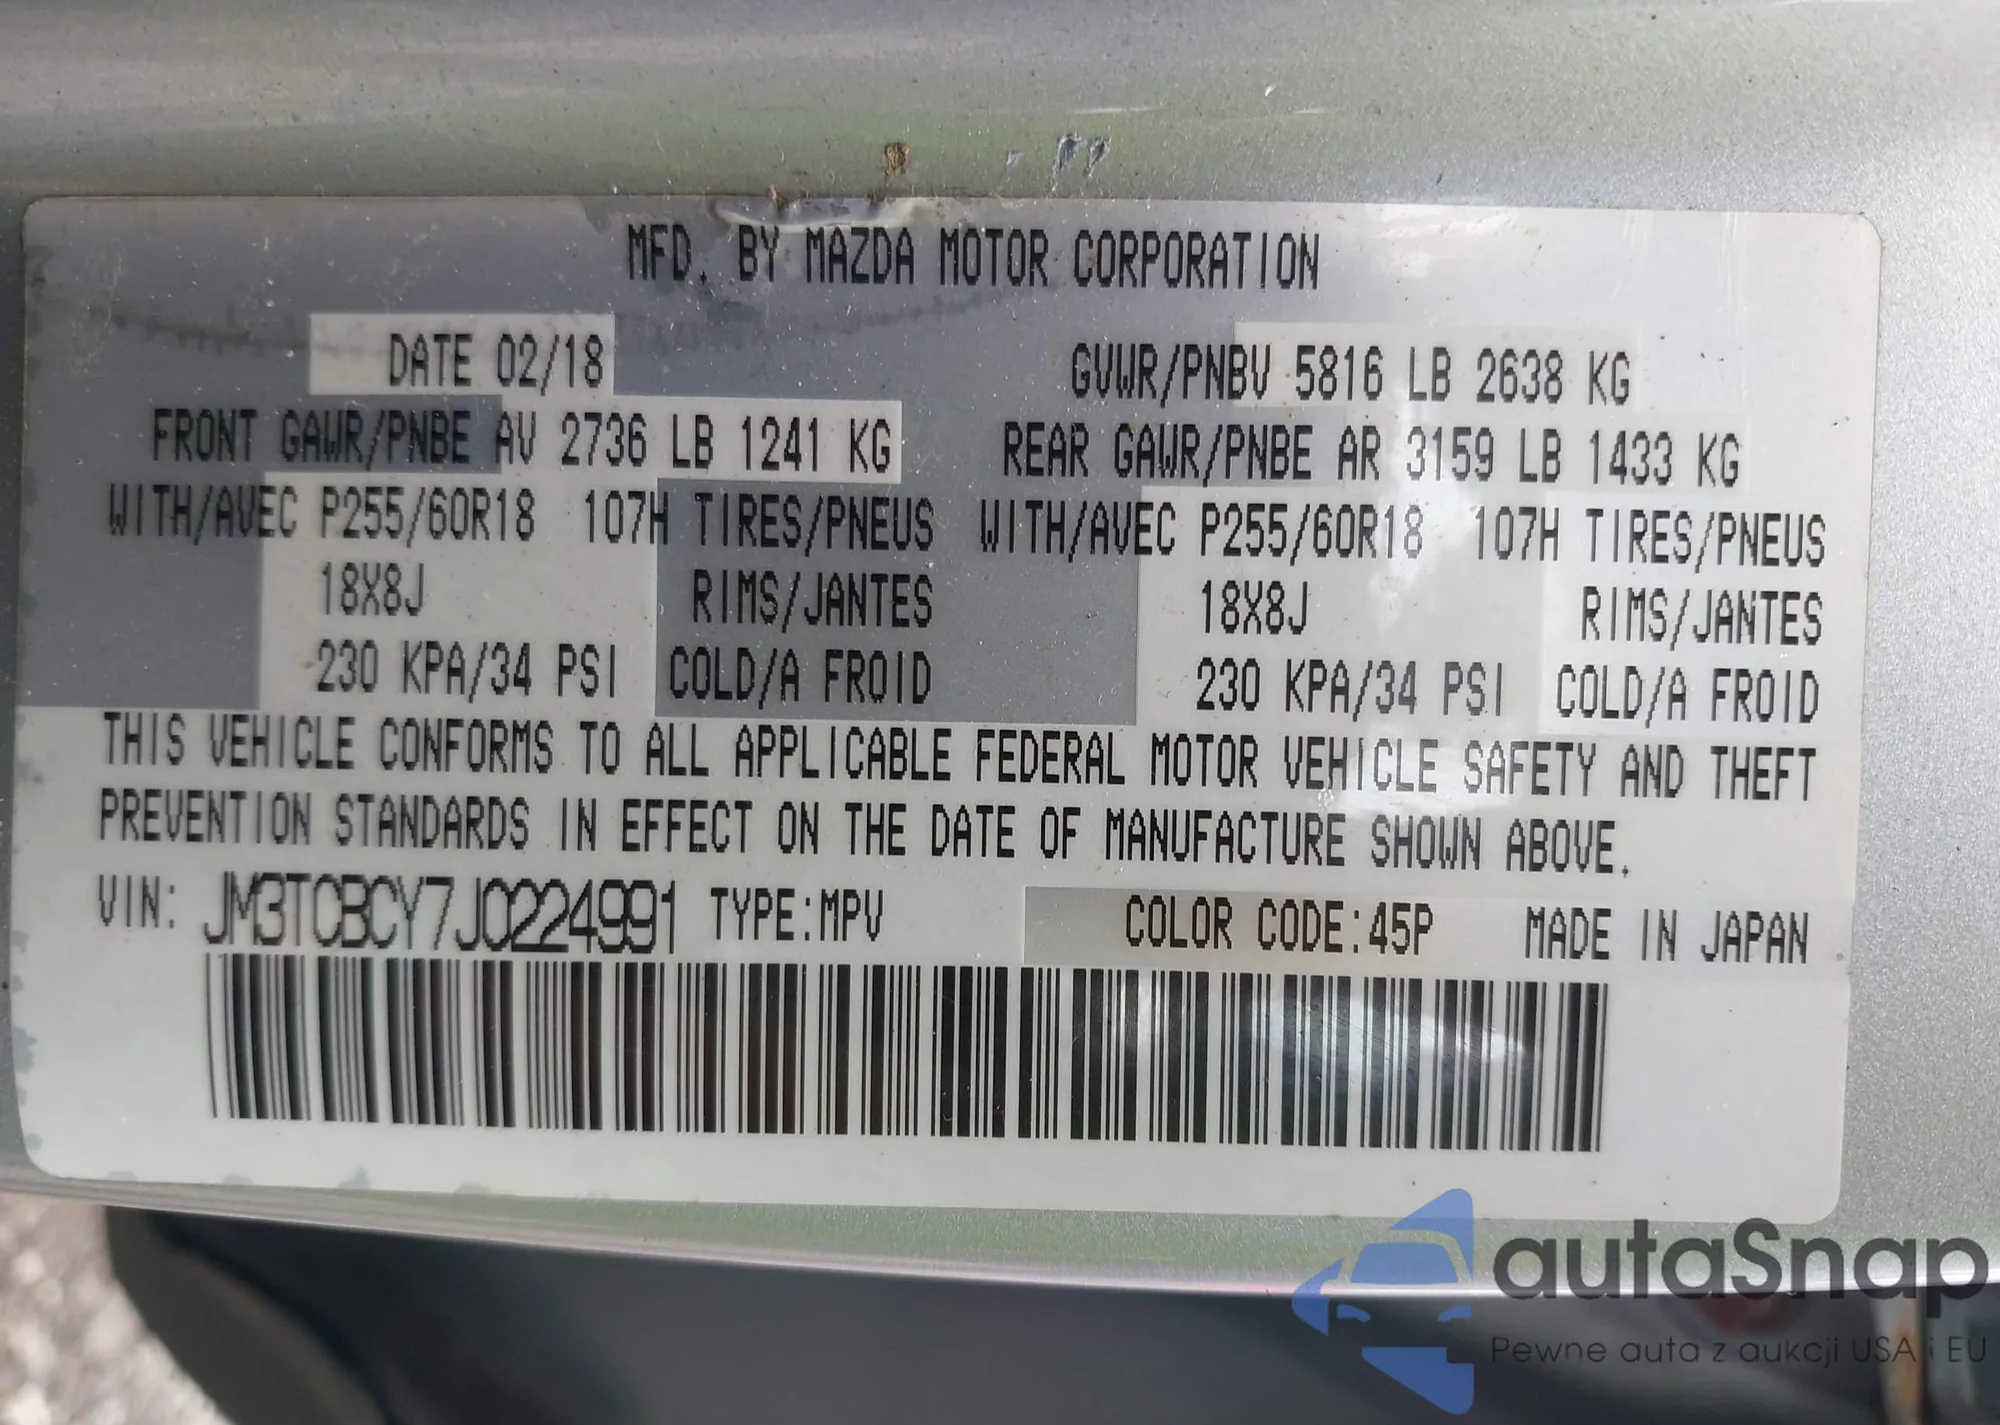 MFD. BY MAZDA MOTOR CORPORATION
DATE 02/18 GVWR/PNBV 5816 LB 2638 KG
FRONT GAWR/PNBE AV 2736 LB 1241 KG REAR GAWR/PNBE AR 3159 LB 1433 KG
WITH/AVEC P255/60R18 107H TIRES/PNEUS WITH/AVEC P255/60R18 107H TIRES/PNEUS
18X8J RIMS/JANTES 18X8J RIMS/JANTES
230 KPA/34 PSI COLD/A FROID 230 KPA/34 PSI COLD/A FROID
THIS VEHICLE CONFORMS TO ALL APPLICABLE FEDERAL MOTOR VEHICLE SAFETY AND THEFT
PREVENTION STANDARDS IN EFFECT ON THE DATE OF MANUFACTURE SHOWN ABOVE.
VIN: JM3TCBCY7J0224991 TYPE:MPV COLOR CODE:45P MADE IN JAPAN
autaSnap
Pewne auta z aukcji USA i EU